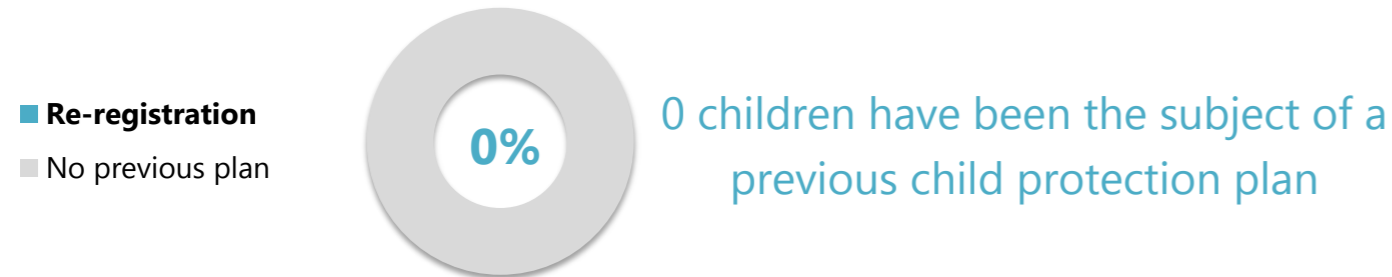 Re-registration
No previous plan
0%
0 children have been the subject of a
previous child protection plan